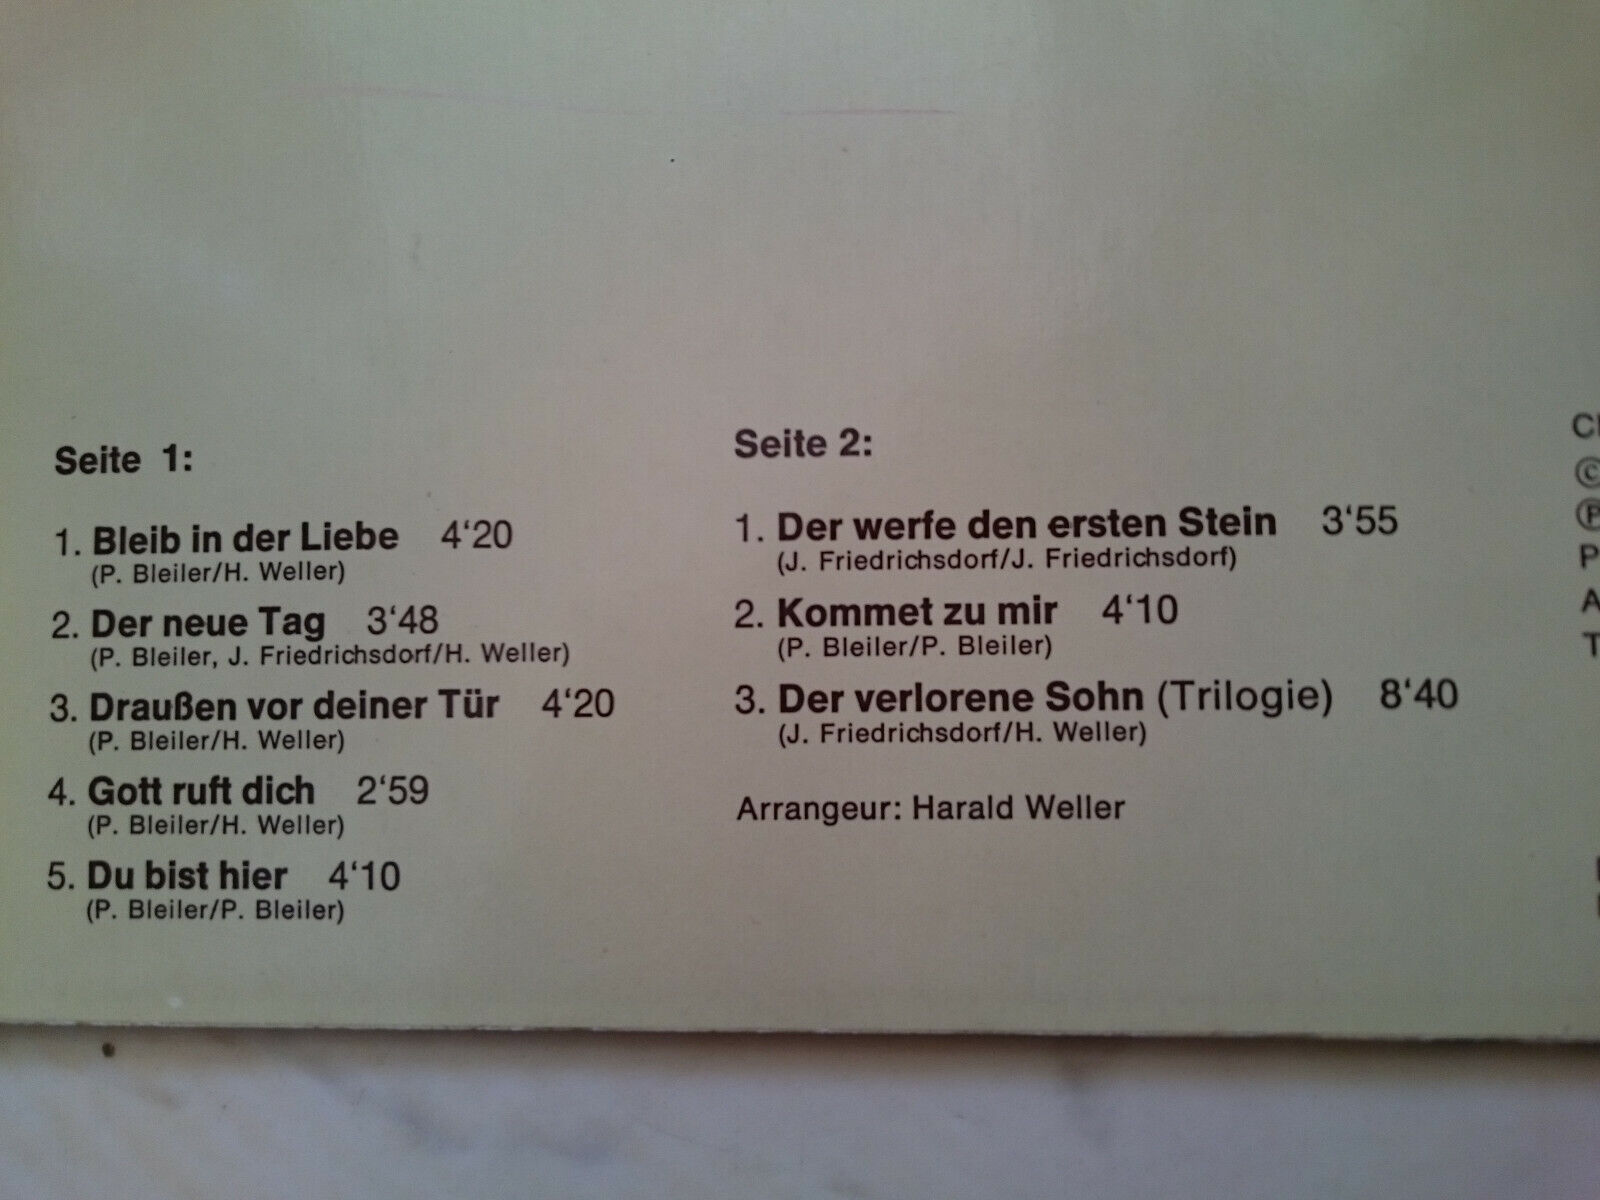 Seite 1:
1. Bleib in der Liebe 4‘20
(P. Bleiler/H. Weller)
2. Der neue Tag 3‘48
(P. Bleiler, J. Friedrichsdorf/H. Weller)
3. Draußen vor deiner Tür 4‘20
(P. Bleiler/H. Weller)
4. Gott ruft dich 2‘59
(P. Bleiler/H. Weller)
5. Du bist hier 4‘10
(P. Bleiler/P. Bleiler)
Seite 2:
1. Der werfe den ersten Stein 3‘55
(J. Friedrichsdorf/J. Friedrichsdorf)
2. Kommet zu mir 4‘10
(P. Bleiler/P. Bleiler)
3. Der verlorene Sohn (Trilogie) 8‘40
(J. Friedrichsdorf/H. Weller)
Arrangeur: Harald Weller
©
℗